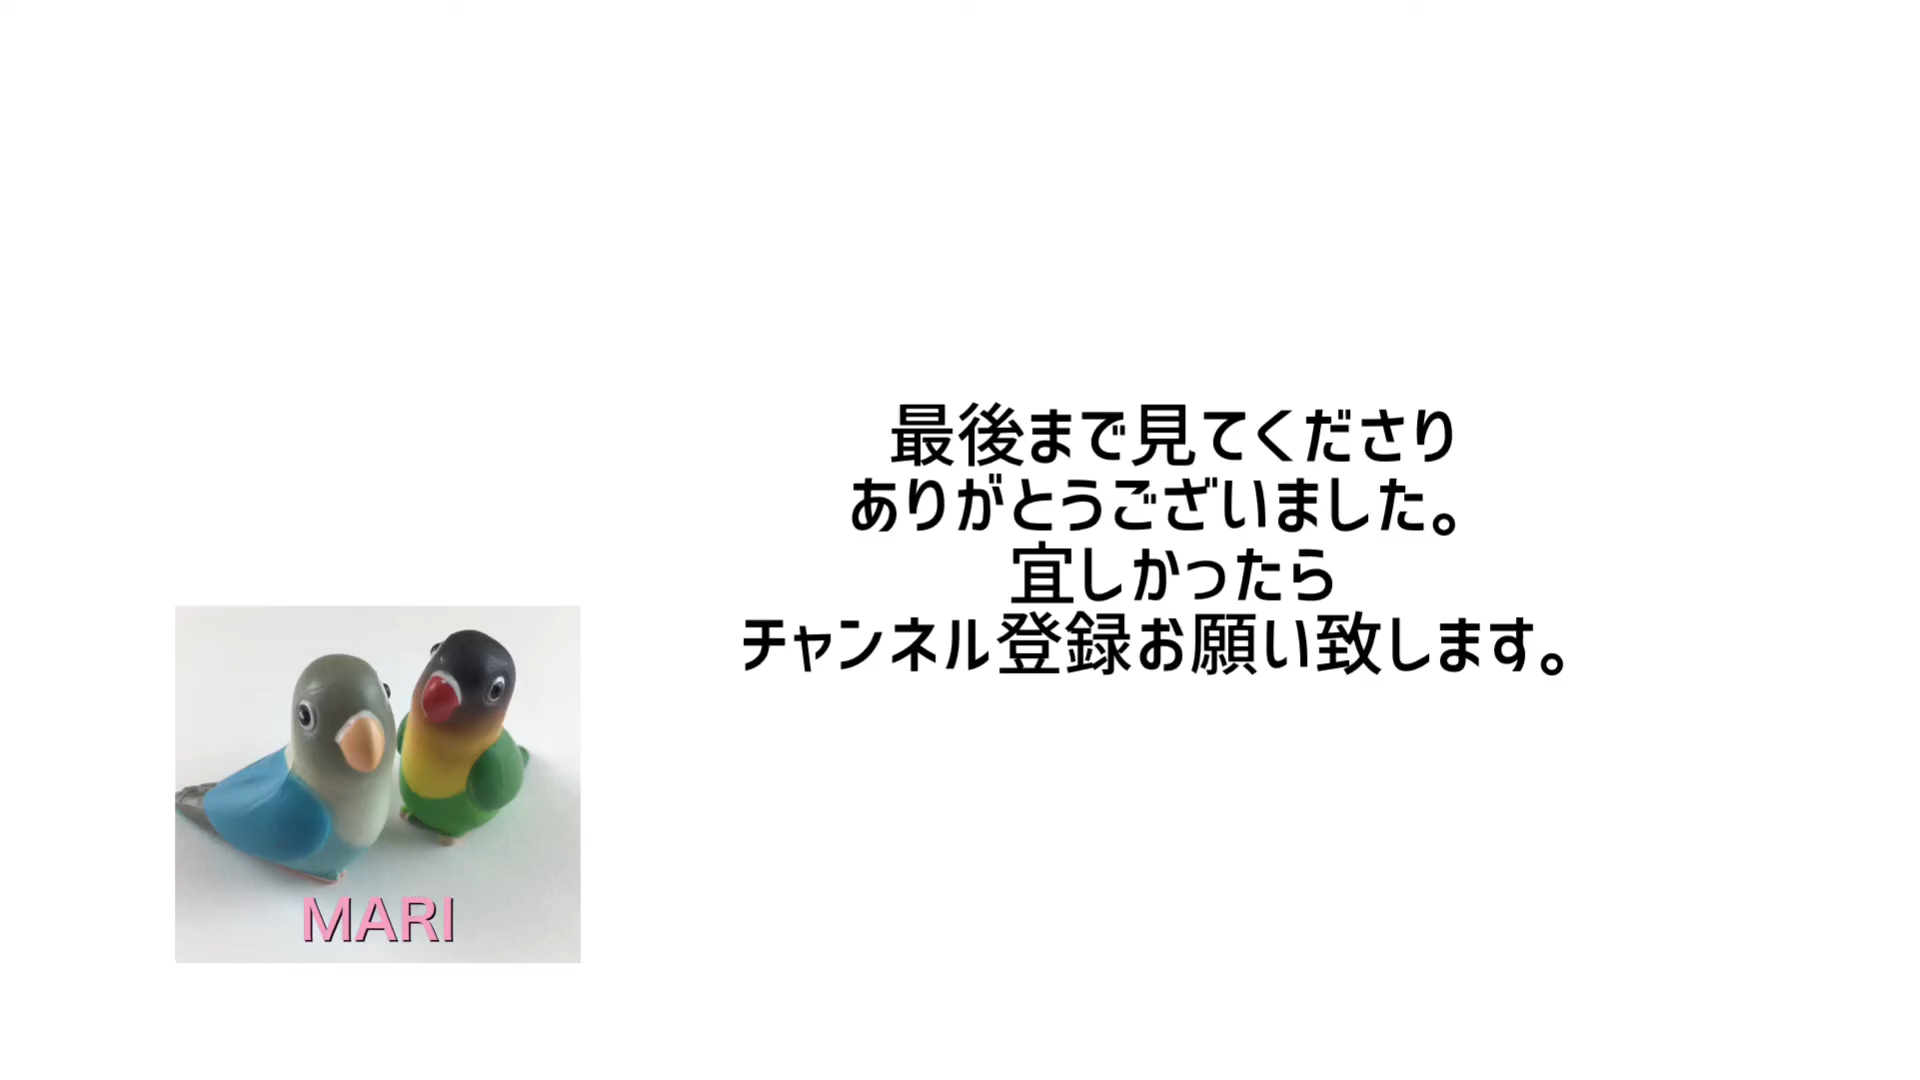 最後まで見てくださり
ありがとうございました。
宜しかったら
チャンネル登録お願い致します。
MARI